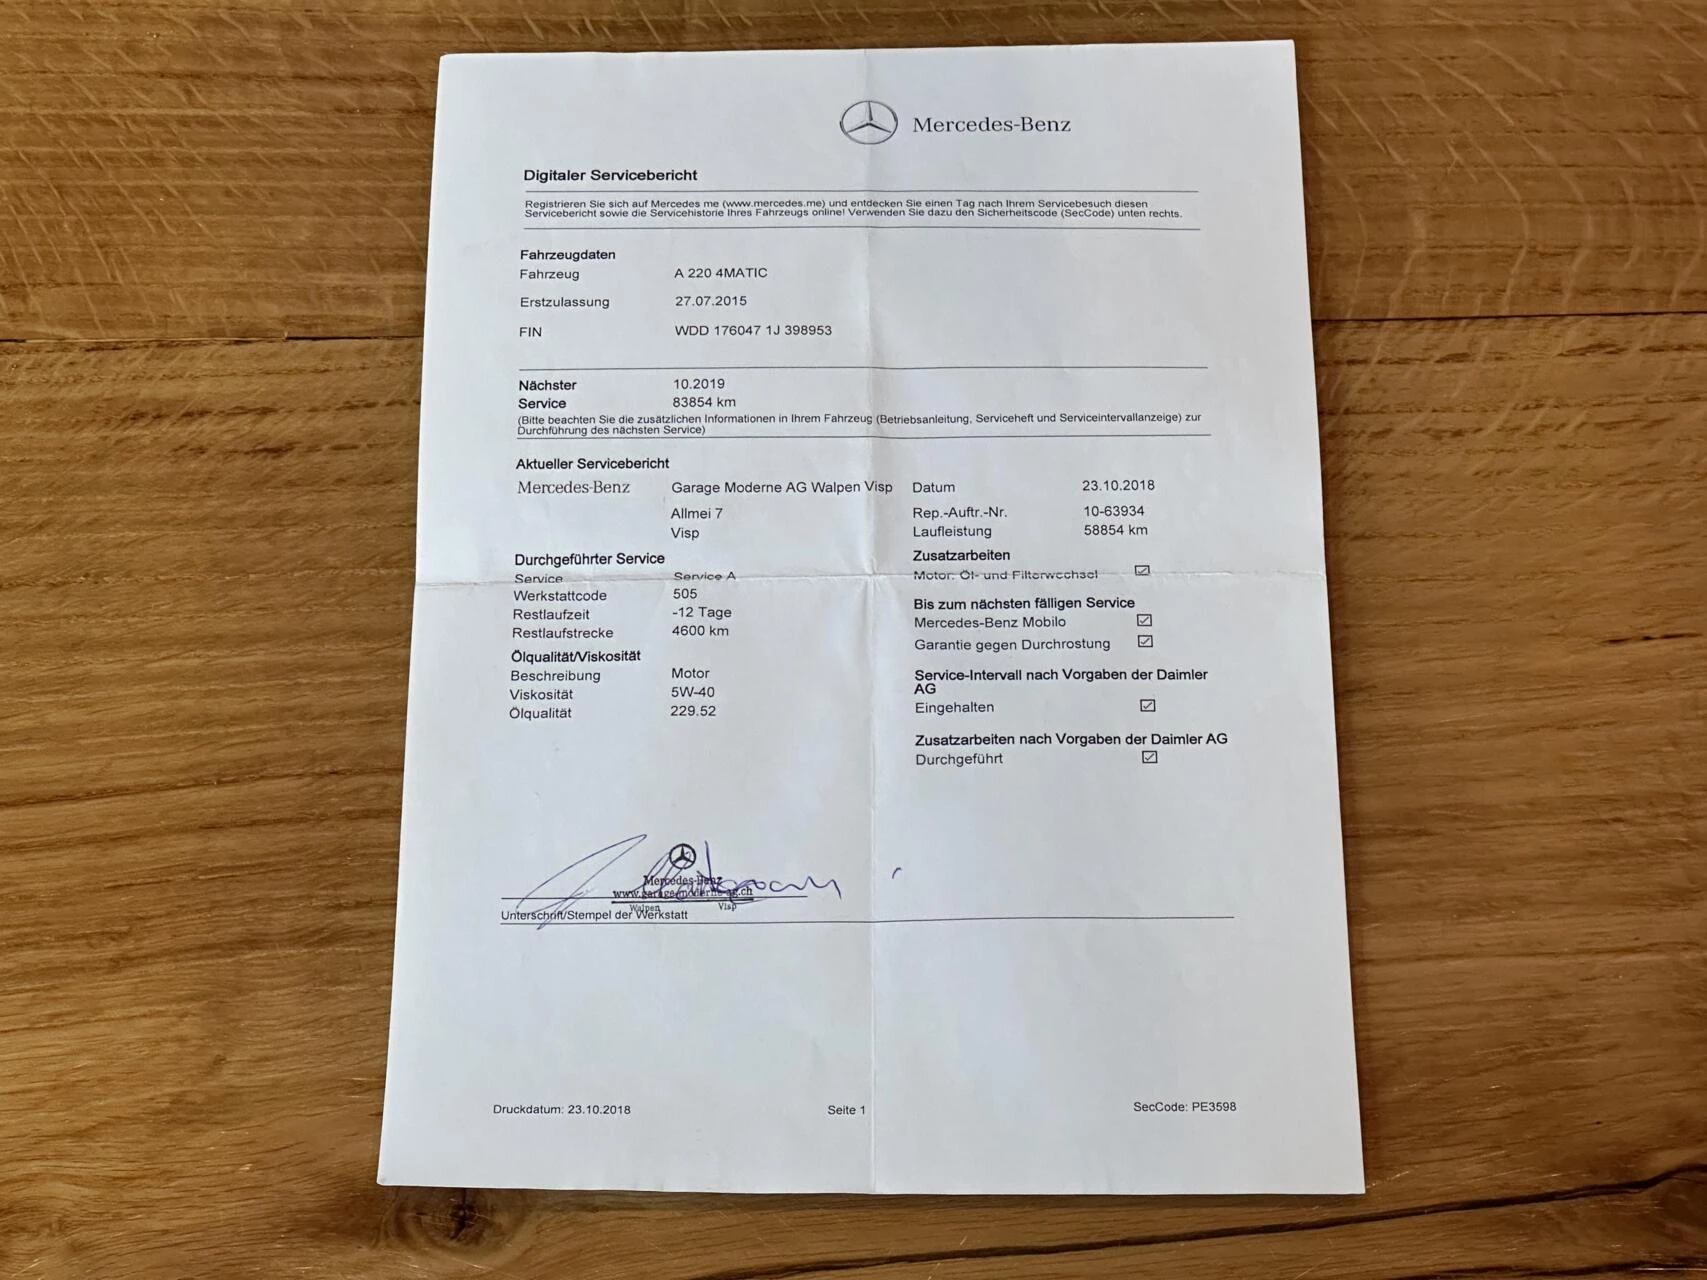 Mercedes-Benz
Digitaler Servicebericht
Registrieren Sie sich auf Mercedes me (www.mercedes.me) und entdecken Sie einen Tag nach Ihrem Servicebesuch diesen
Servicebericht sowie die Servicehistorie Ihres Fahrzeugs online! Verwenden Sie dazu den Sicherheitscode (SecCode) unten rechts.
Fahrzeugdaten
Fahrzeug A 220 4MATIC
Erstzulassung 27.07.2015
FIN WDD 176047 1J 398953
Nächster 10.2019
Service 83854 km
(Bitte beachten Sie die zusätzlichen Informationen in Ihrem Fahrzeug (Betriebsanleitung, Serviceheft und Serviceintervallanzeige) zur
Durchführung des nächsten Service)
Aktueller Servicebericht
Mercedes-Benz Garage Moderne AG Walpen Visp
Allmei 7
Visp
Datum 23.10.2018
Rep.-Auftr.-Nr. 10-63934
Laufleistung 58854 km
Durchgeführter Service
Service Service A
Werkstattcode 505
Restlaufzeit -12 Tage
Restlaufstrecke 4600 km
Ölqualität/Viskosität
Beschreibung Motor
Viskosität 5W-40
Ölqualität 229.52
Zusatzarbeiten
Motor: Öl- und Filterwechsel
Bis zum nächsten fälligen Service
Mercedes-Benz Mobilo
Garantie gegen Durchrostung
Service-Intervall nach Vorgaben der Daimler
AG
Eingehalten
Zusatzarbeiten nach Vorgaben der Daimler AG
Durchgeführt
Mercedes-Benz
www.garage-moderne-ag.ch
Walpen Visp
Unterschrift/Stempel der Werkstatt
Druckdatum: 23.10.2018 Seite 1 SecCode: PE3598